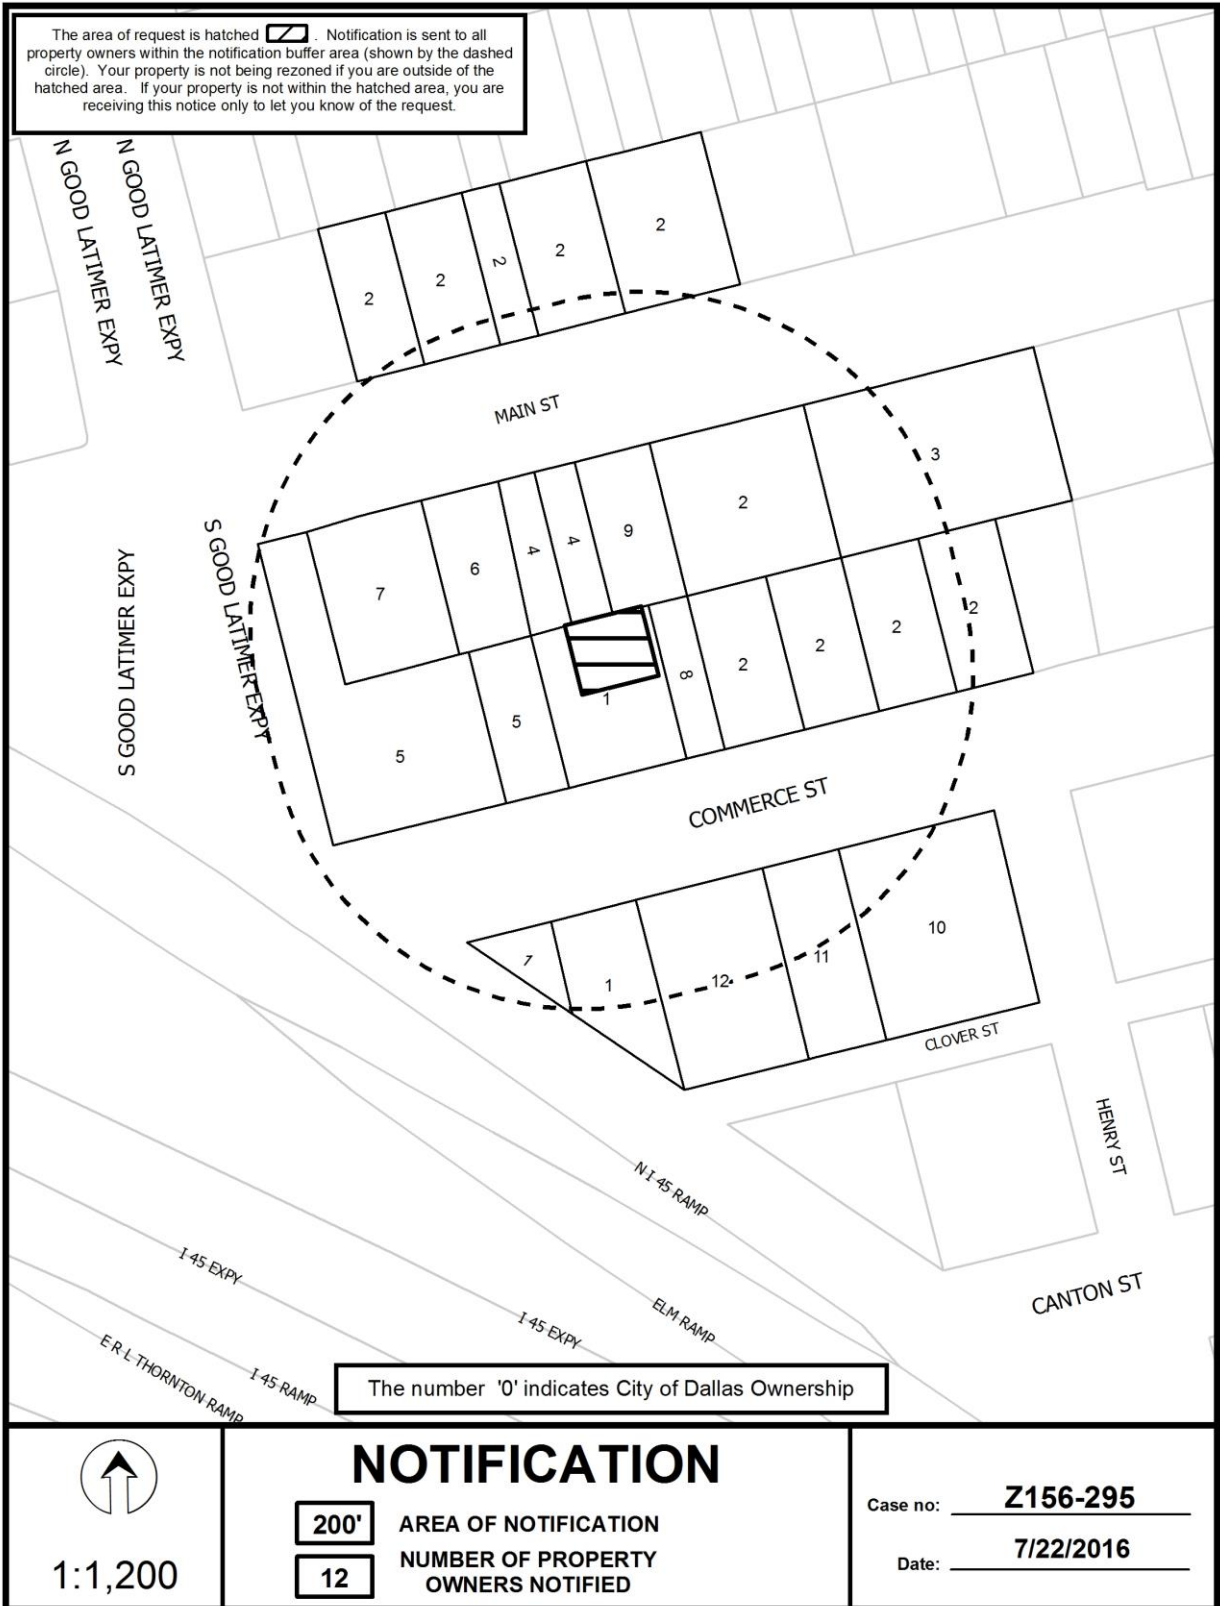 The area of request is hatched . Notification is sent to all
property owners within the notification buffer area (shown by the dashed
circle). Your property is not being rezoned if you are outside of the
hatched area. If your property is not within the hatched area, you are
receiving this notice only to let you know of the request.
N GOOD LATIMER EXPY
N GOOD LATIMER EXPY
2
2
2
2
2
MAIN ST
S GOOD LATIMER EXPY
S GOOD LATIMER EXPY
7
6
4
4
9
2
3
5
5
1
8
2
2
2
2
COMMERCE ST
1
1
12
11
10
CLOVER ST
HENRY ST
CANTON ST
N I 45 RAMP
I 45 EXPY
I 45 EXPY
ELM RAMP
E R L THORNTON RAMP
I 45 RAMP
The number '0' indicates City of Dallas Ownership
1:1,200
NOTIFICATION
200' AREA OF NOTIFICATION
12 NUMBER OF PROPERTY
OWNERS NOTIFIED
Case no: Z156-295
Date: 7/22/2016